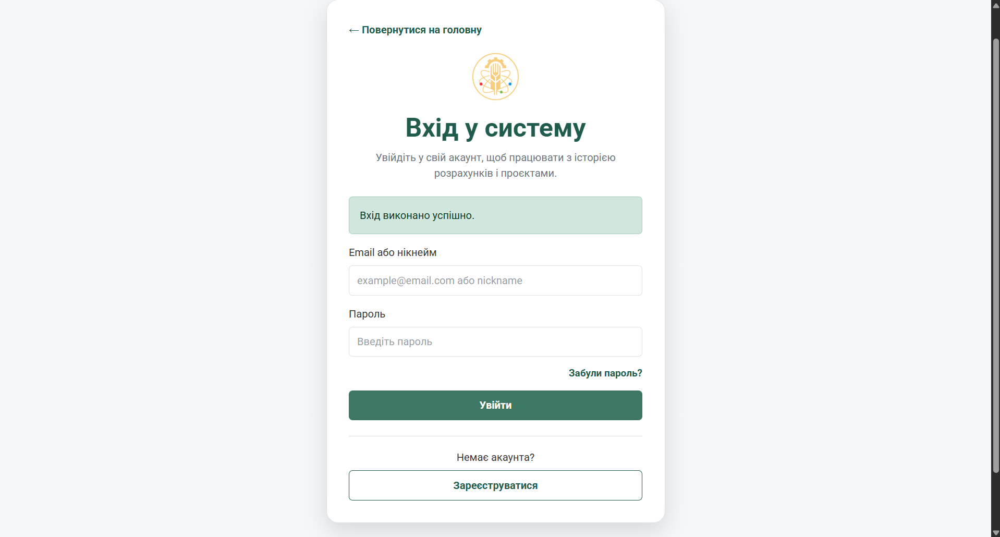 ← Повернутися на головну
Вхід у систему
Увійдіть у свій акаунт, щоб працювати з історією
розрахунків і проєктами.
Вхід виконано успішно.
Email або нікнейм
example@email.com або nickname
Пароль
Введіть пароль
Забули пароль?
Увійти
Немає акаунта?
Зареєструватися